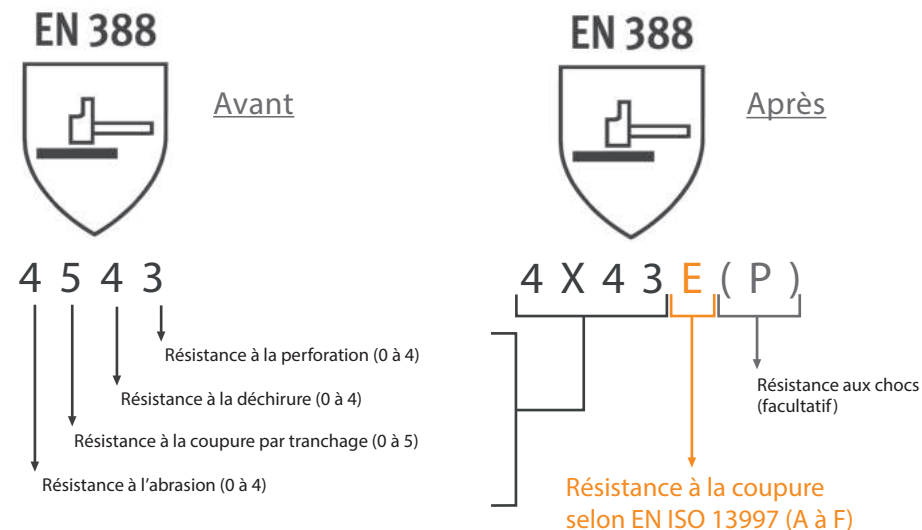 EN 388
Avant
4 5 4 3
Résistance à la perforation (0 à 4)
Résistance à la déchirure (0 à 4)
Résistance à la coupure par tranchage (0 à 5)
Résistance à l’abrasion (0 à 4)
EN 388
Après
4 X 4 3 E ( P )
Résistance aux chocs
(facultatif)
Résistance à la coupure
selon EN ISO 13997 (A à F)